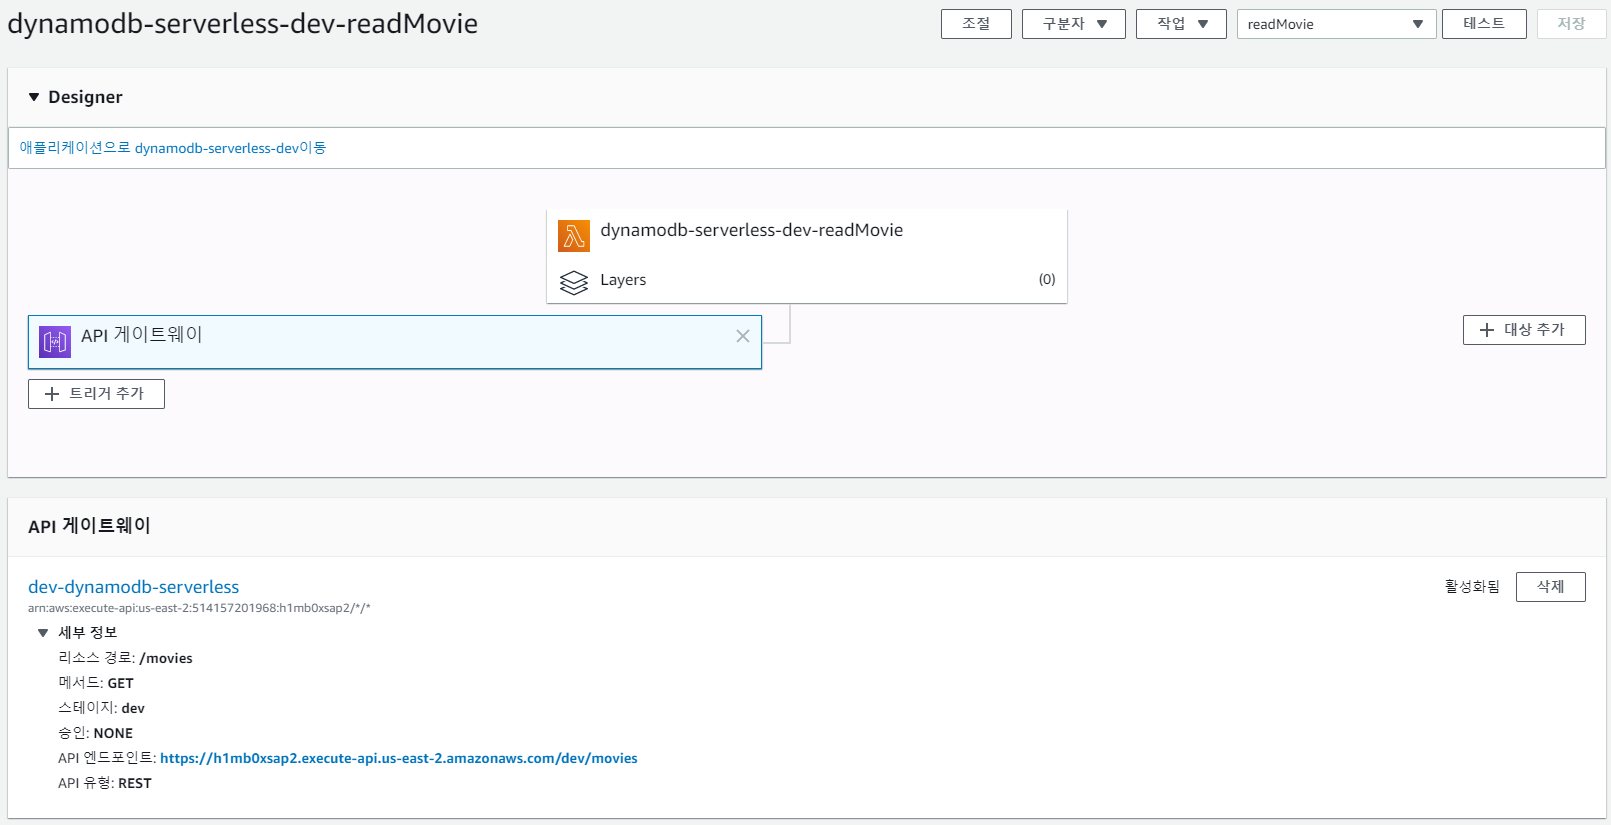 dynamodb-serverless-dev-readMovie
조절 구분자 작업 readMovie 테스트 저장
Designer
애플리케이션으로 dynamodb-serverless-dev이동
dynamodb-serverless-dev-readMovie
Layers (0)
API 게이트웨이
대상 추가
트리거 추가
API 게이트웨이
dev-dynamodb-serverless
활성화됨 삭제
arn:aws:execute-api:us-east-2:514157201968:h1mb0xsap2/*/*
세부 정보
리소스 경로: /movies
메서드: GET
스테이지: dev
승인: NONE
API 엔드포인트: https://h1mb0xsap2.execute-api.us-east-2.amazonaws.com/dev/movies
API 유형: REST